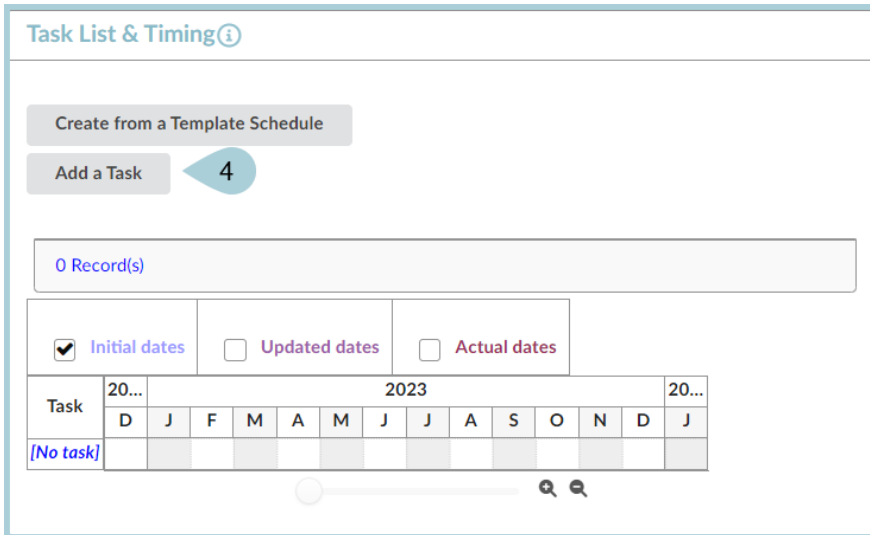 Task List & Timing
Create from a Template Schedule
Add a Task
4
0 Record(s)
Initial dates Updated dates Actual dates
Task 20... 2023 20...
D J F M A M J J A S O N D J
[No task]